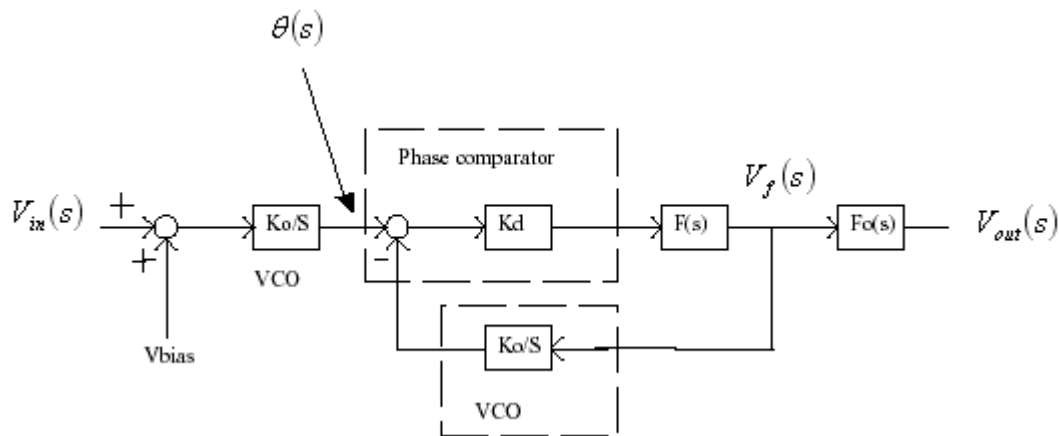 θ(s)
Phase comparator
V_f(s)
V_in(s)
+
+
Ko/S
-
Kd
F(s)
Fo(s)
V_out(s)
VCO
Vbias
Ko/S
VCO